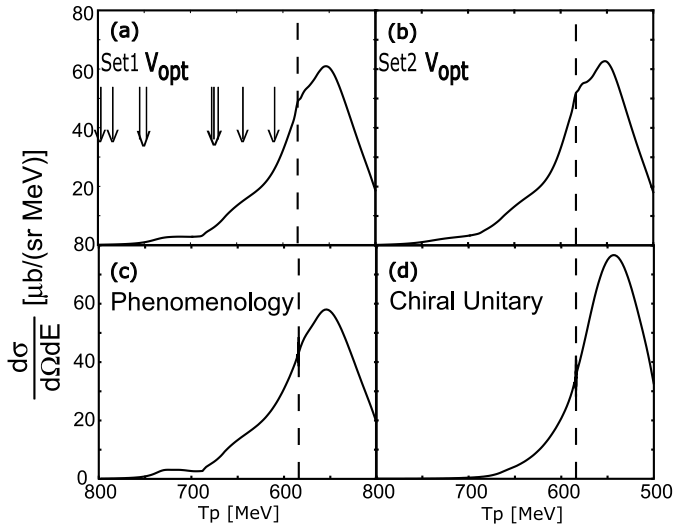 (a)
Set1 Vopt
(b)
Set2 Vopt
80
60
40
20
80
(c)
Phenomenology
(d)
Chiral Unitary
60
40
20
0
dσ/dΩdE [μb/(sr MeV)]
800 700 600 800 700 600 500
Tp [MeV] Tp [MeV]